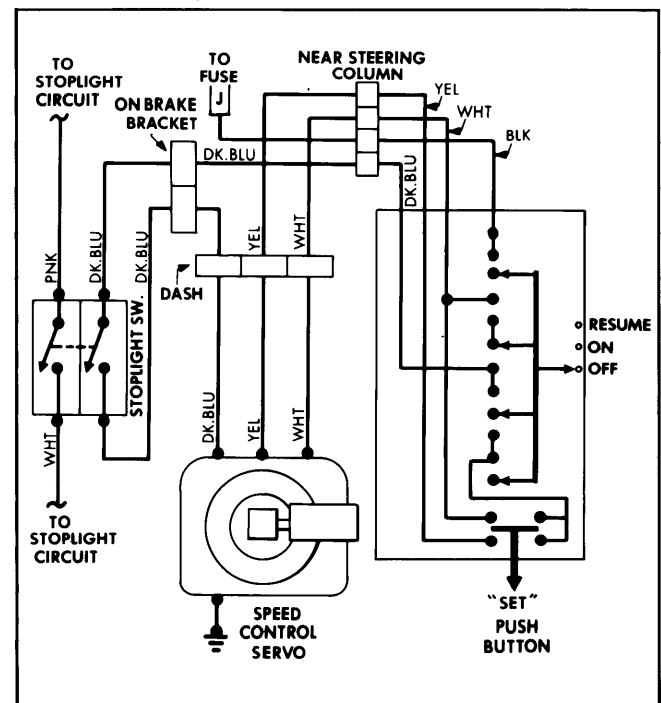 TO
STOPLIGHT
CIRCUIT
TO
FUSE
J
NEAR STEERING
COLUMN
ON BRAKE
BRACKET
YEL
WHT
BLK
DK.BLU
DK.BLU
PNK
DK.BLU
DK.BLU
YEL
WHT
DASH
STOPLIGHT SW.
RESUME
ON
OFF
WHT
DK.BLU
YEL
WHT
TO
STOPLIGHT
CIRCUIT
SPEED
CONTROL
SERVO
"SET"
PUSH
BUTTON